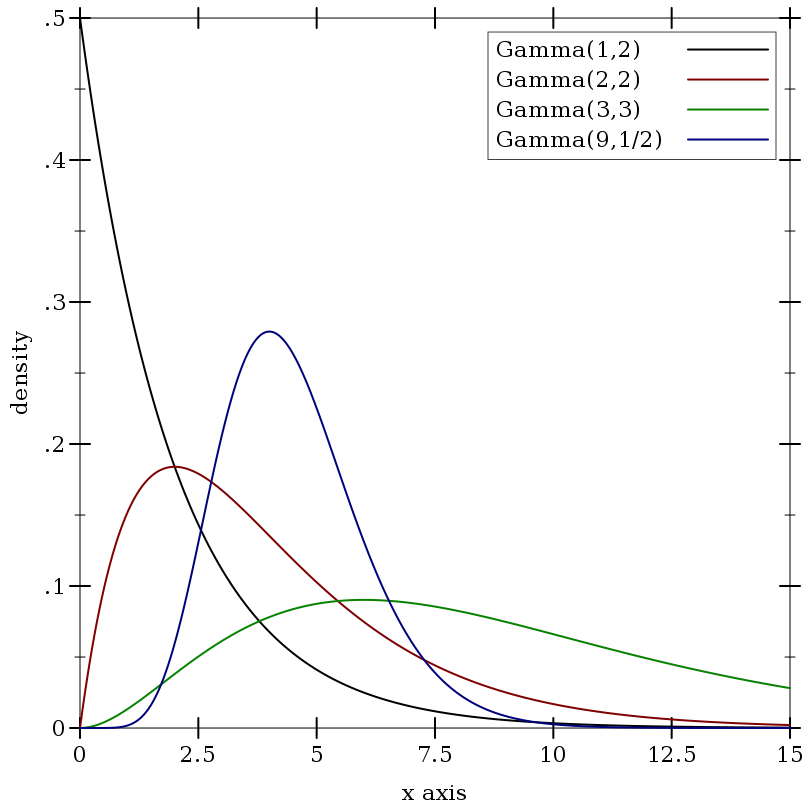 .5
.4
.3
.2
.1
0
density
Gamma(1,2)
Gamma(2,2)
Gamma(3,3)
Gamma(9,1/2)
0 2.5 5 7.5 10 12.5 15
x axis